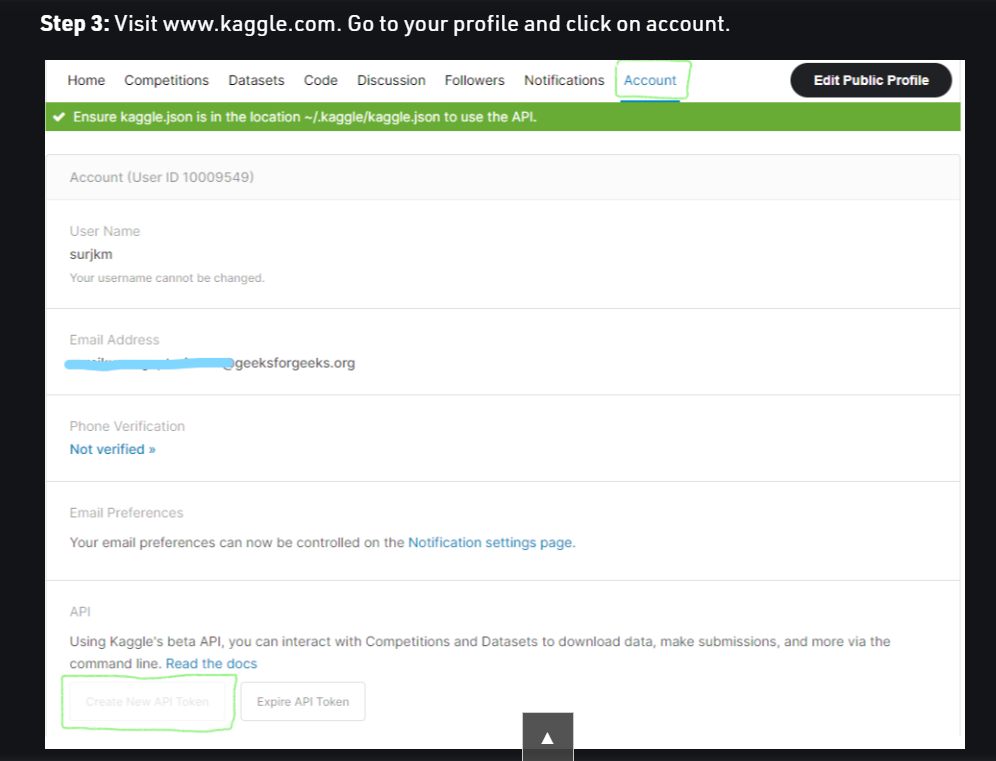 Step 3: Visit www.kaggle.com. Go to your profile and click on account.
Home Competitions Datasets Code Discussion Followers Notifications Account Edit Public Profile
Ensure kaggle.json is in the location ~/.kaggle/kaggle.json to use the API.
Account (User ID 10009549)
User Name
surjkm
Your username cannot be changed.
Email Address
@geeksforgeeks.org
Phone Verification
Not verified »
Email Preferences
Your email preferences can now be controlled on the Notification settings page.
API
Using Kaggle's beta API, you can interact with Competitions and Datasets to download data, make submissions, and more via the
command line. Read the docs
Create New API Token Expire API Token